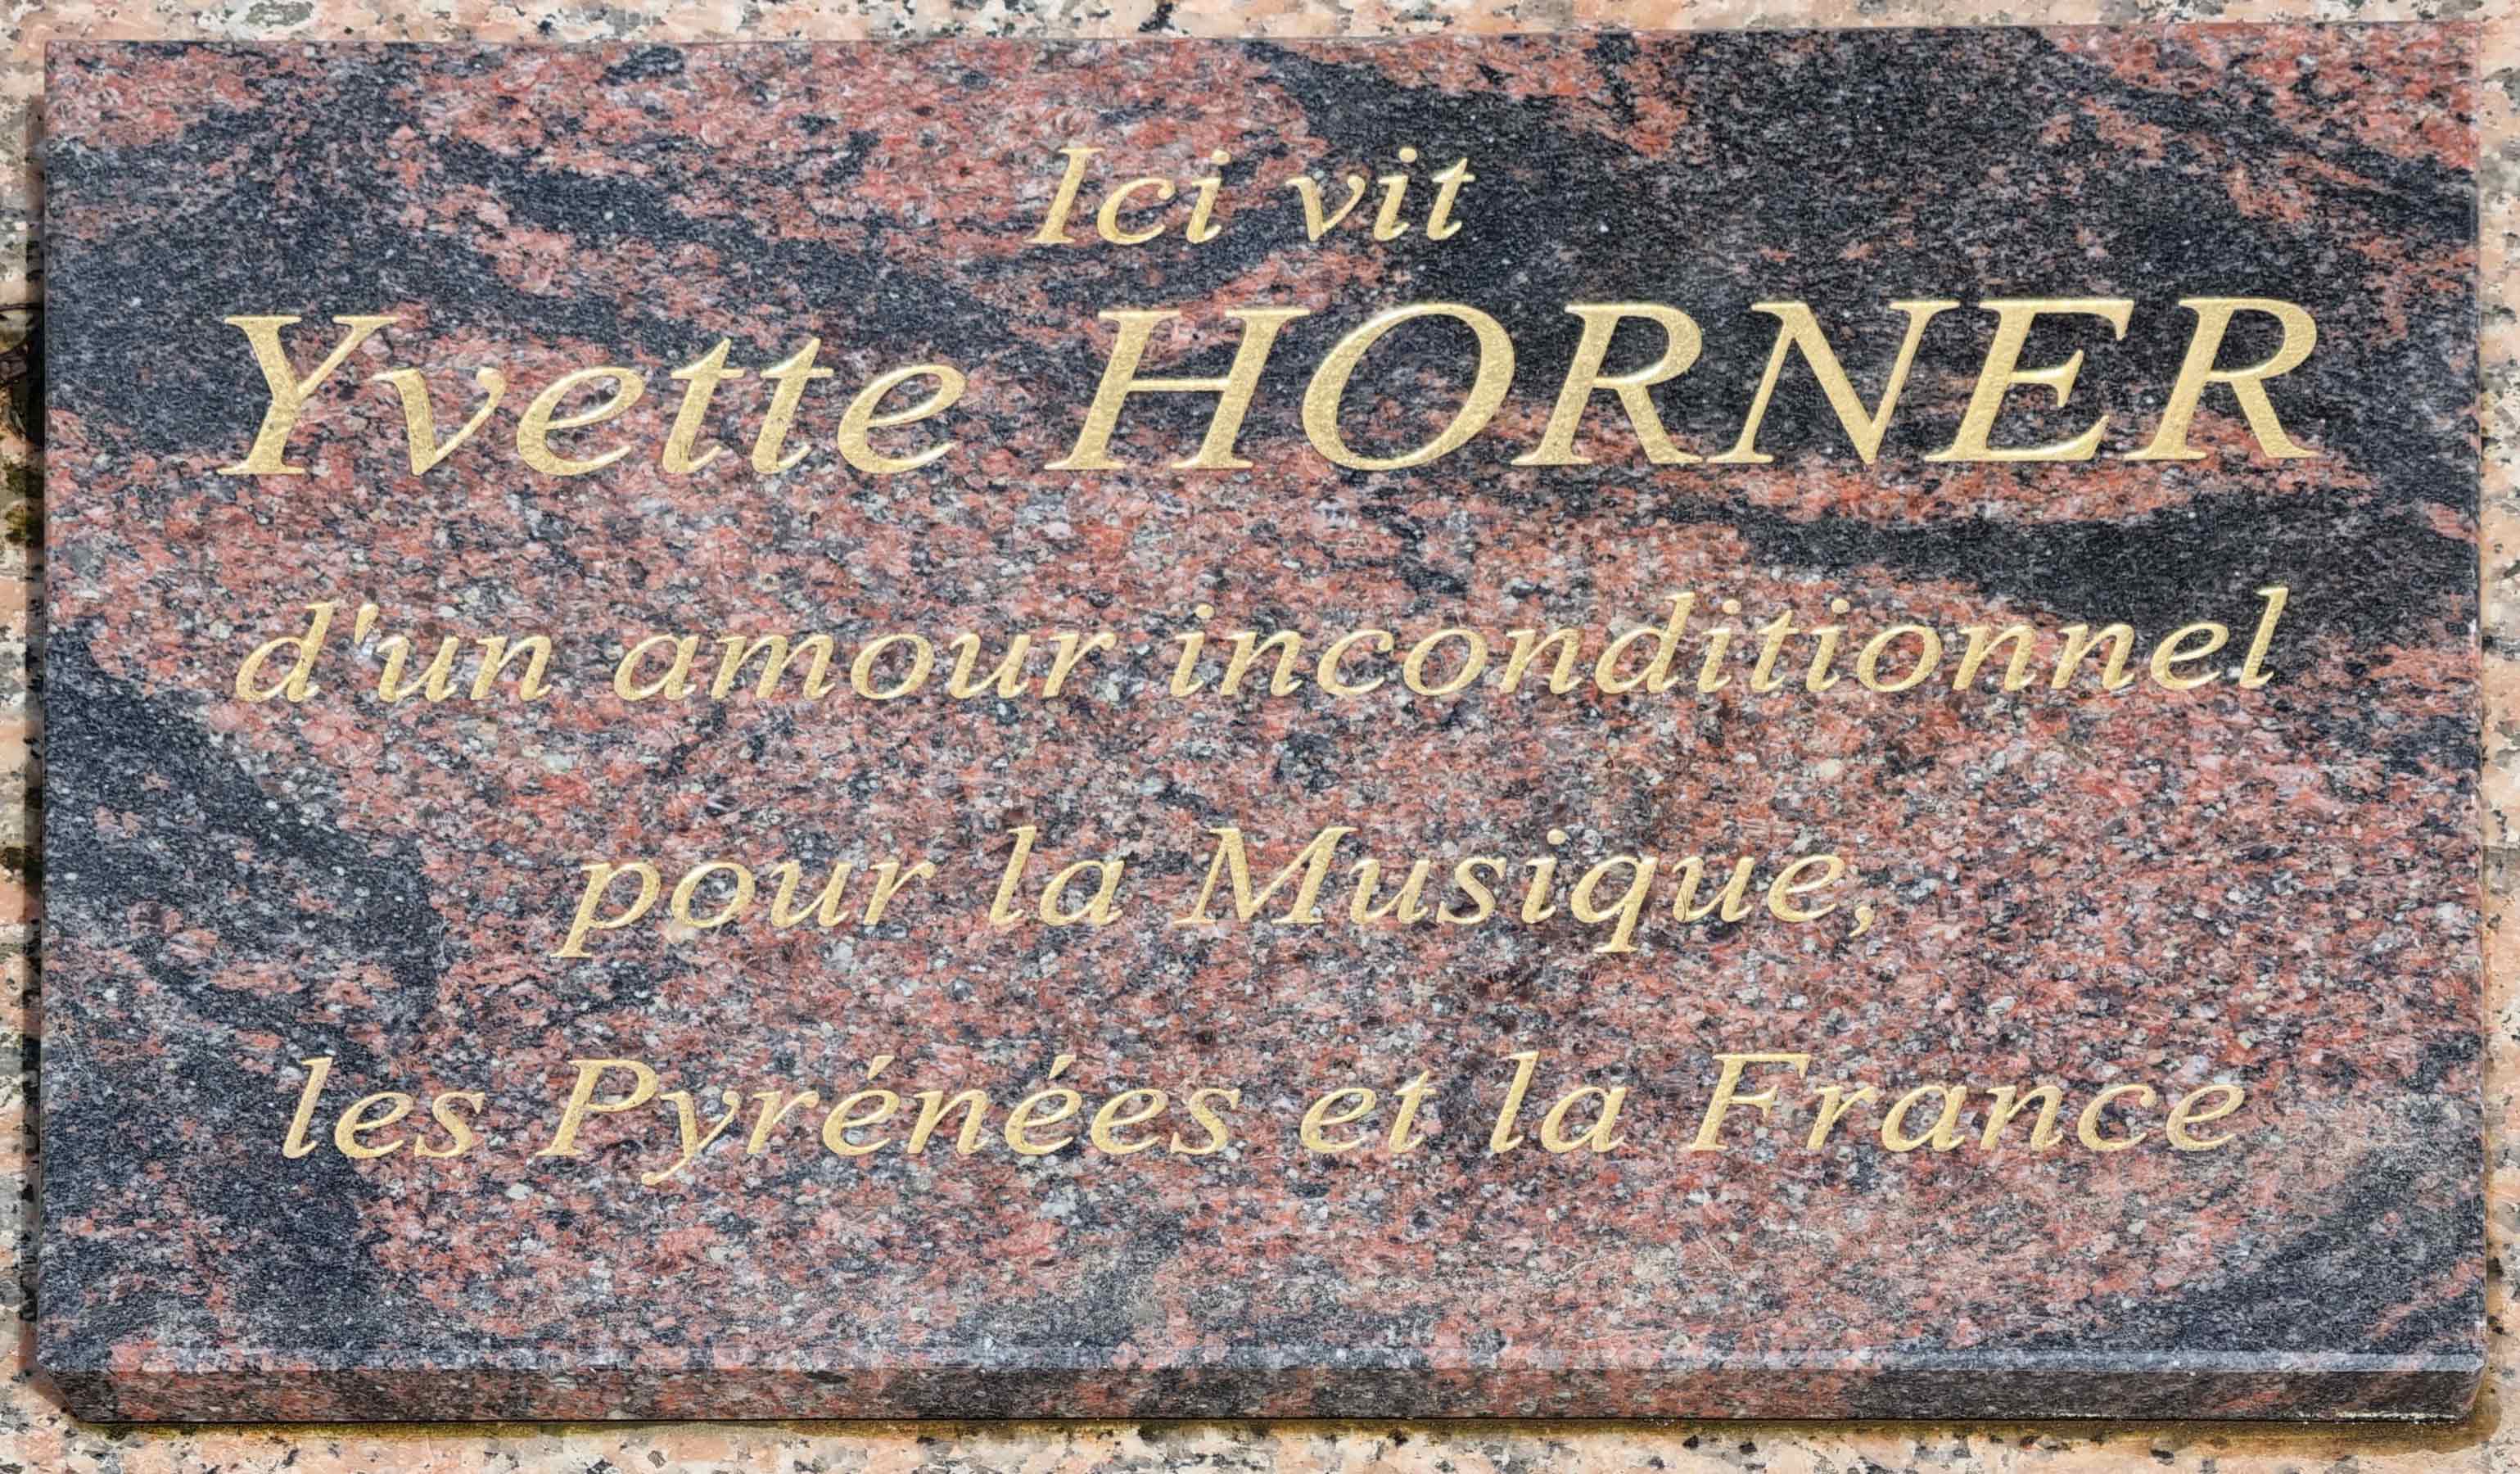 Ici vit
Yvette HORNER
d'un amour inconditionnel
pour la Musique,
les Pyrénées et la France